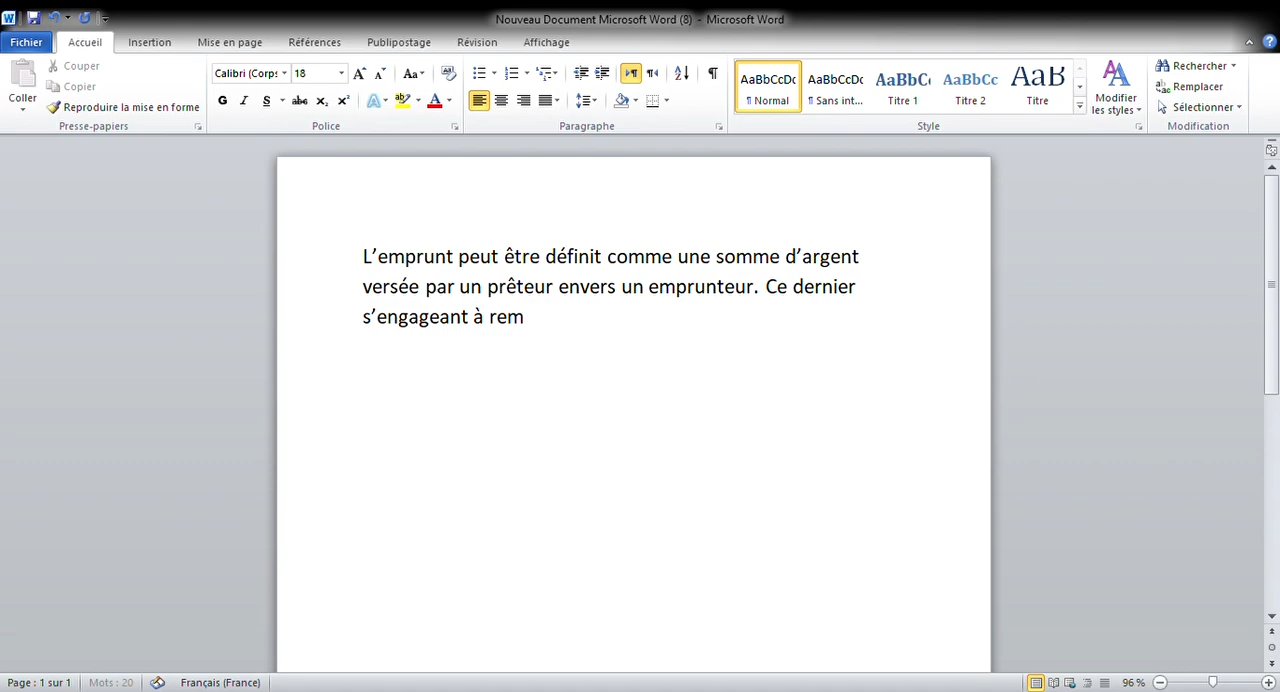 Nouveau Document Microsoft Word (8) - Microsoft Word
Fichier Accueil Insertion Mise en page Références Publipostage Révision Affichage
Coller
Couper
Copier
Reproduire la mise en forme
Presse-papiers
Calibri (Corps 18
G I S abc x₂ x² A
Police
Paragraphe
AaBbCcDc AaBbCcDc AaBbC AaBbCc AaB
¶ Normal ¶ Sans int... Titre 1 Titre 2 Titre
Modifier
les styles
Style
Rechercher
Remplacer
Sélectionner
Modification
L’emprunt peut être définit comme une somme d’argent
versée par un prêteur envers un emprunteur. Ce dernier
s’engageant à rem
Page : 1 sur 1 Mots : 20 Français (France) 96 %